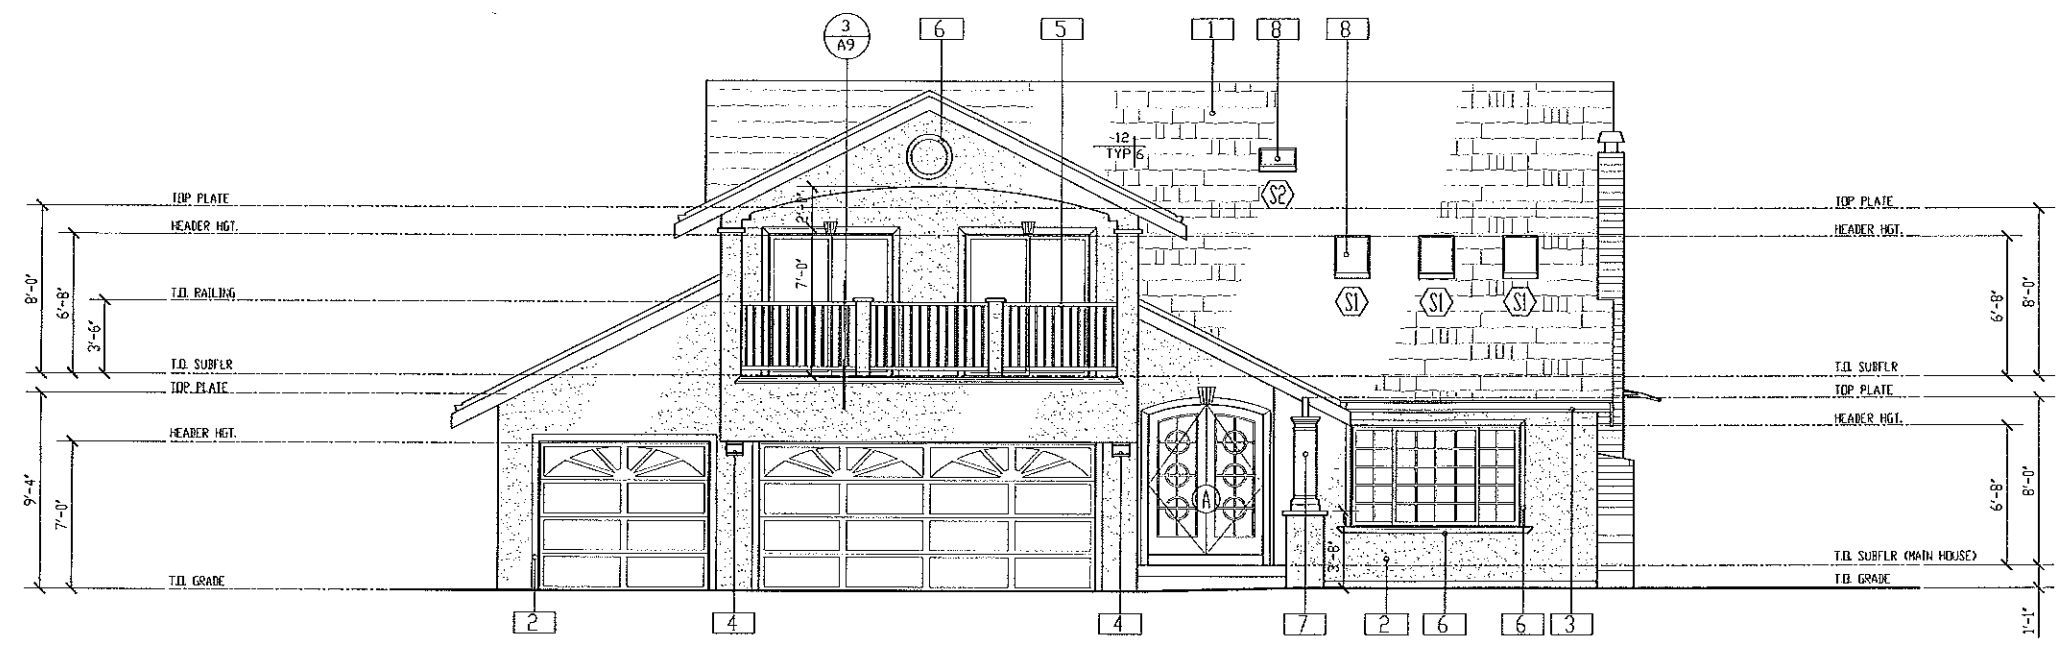 3
A9
6
5
1
8
8
-12
TYP 6
S2
TOP PLATE
TOP PLATE
HEADER HGT.
HEADER HGT.
2'-0"
7'-0"
8'-0"
6'-8"
3'-6"
T.O. RAILING
S1
S1
S1
6'-8"
8'-0"
T.O. SUBFLR
T.O. SUBFLR
TOP PLATE
TOP PLATE
HEADER HGT.
HEADER HGT.
9'-4"
7'-0"
A
6'-8"
8'-0"
3'-8"
T.O. SUBFLR (MAIN HOUSE)
T.O. GRADE
T.O. GRADE
1'-1"
2
4
4
7
2
6
6
3